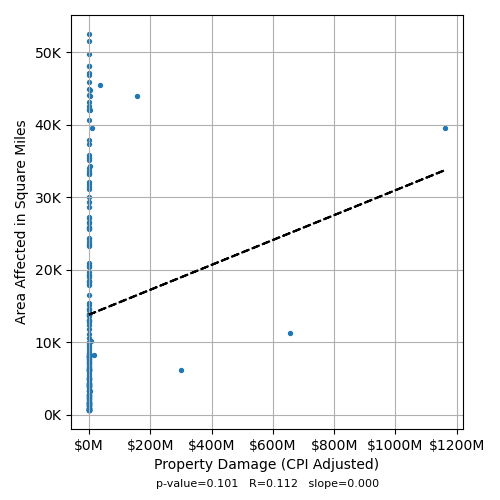 50K
40K
30K
20K
10K
0K
$0M $200M $400M $600M $800M $1000M $1200M
Area Affected in Square Miles
Property Damage (CPI Adjusted)
p-value=0.101 R=0.112 slope=0.000